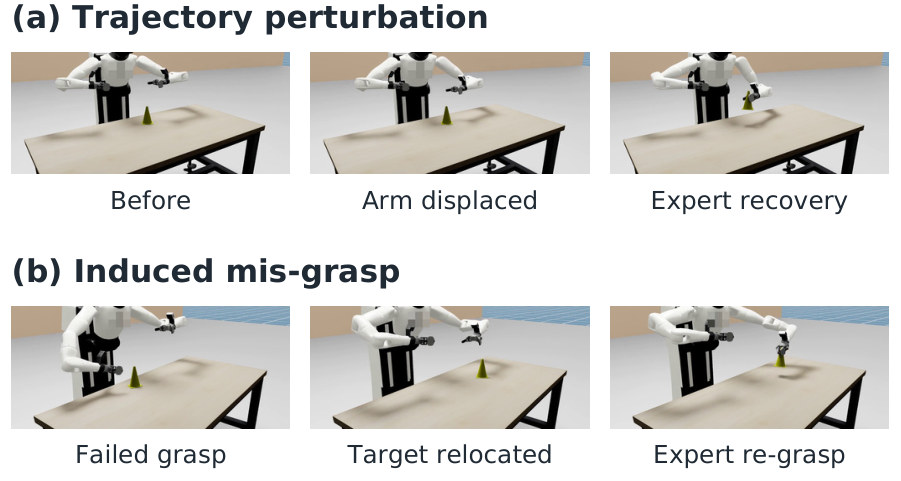 (a) Trajectory perturbation
Before
Arm displaced
Expert recovery
(b) Induced mis-grasp
Failed grasp
Target relocated
Expert re-grasp